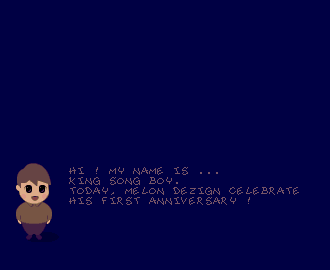 HI ! MY NAME IS ...
KING SONG BOY.
TODAY, MELON DEZIGN CELEBRATE
HIS FIRST ANNIVERSARY !